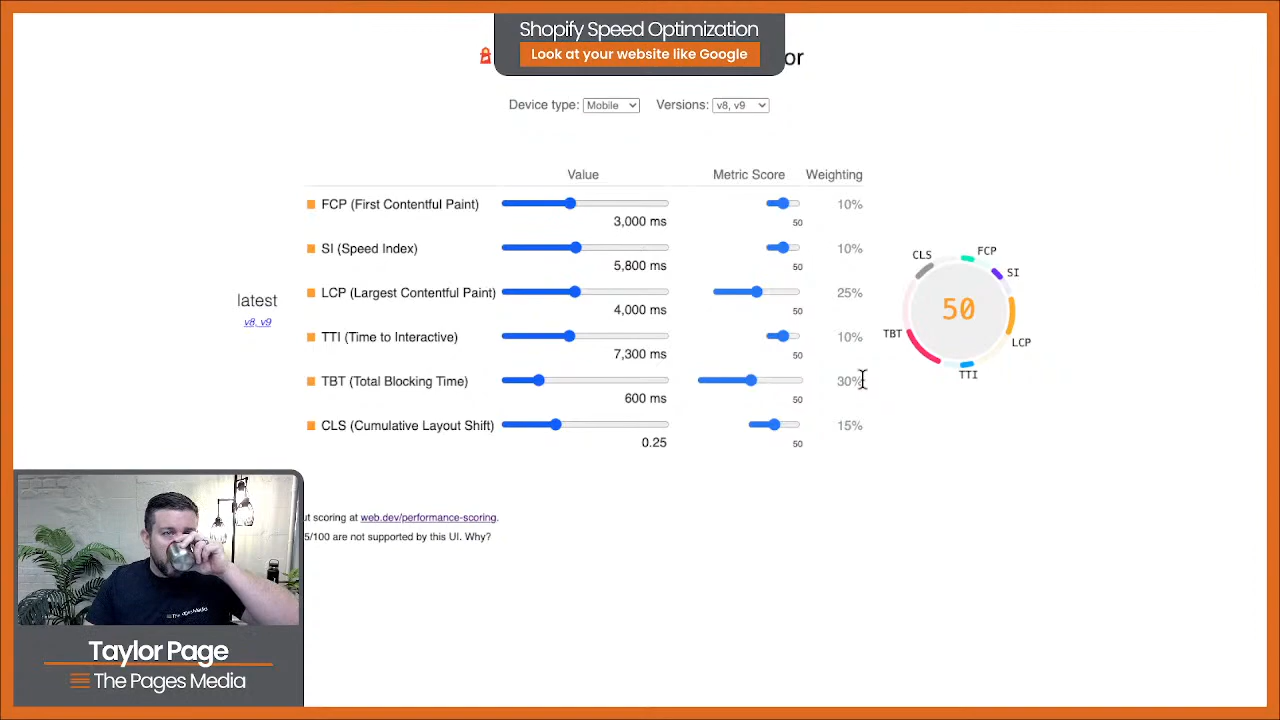 Shopify Speed Optimization
Look at your website like Google
or
Device type: Mobile Versions: v8, v9
Value Metric Score Weighting
FCP (First Contentful Paint) 10%
3,000 ms 50
SI (Speed Index) 10%
5,800 ms 50
LCP (Largest Contentful Paint) 25%
4,000 ms 50
TTI (Time to Interactive) 10%
7,300 ms 50
TBT (Total Blocking Time) 30%
600 ms 50
CLS (Cumulative Layout Shift) 15%
0.25 50
latest
v8, v9
CLS FCP
SI
50
TBT
LCP
TTI
ut scoring at web.dev/performance-scoring.
5/100 are not supported by this UI. Why?
The Pages Media
Taylor Page
The Pages Media